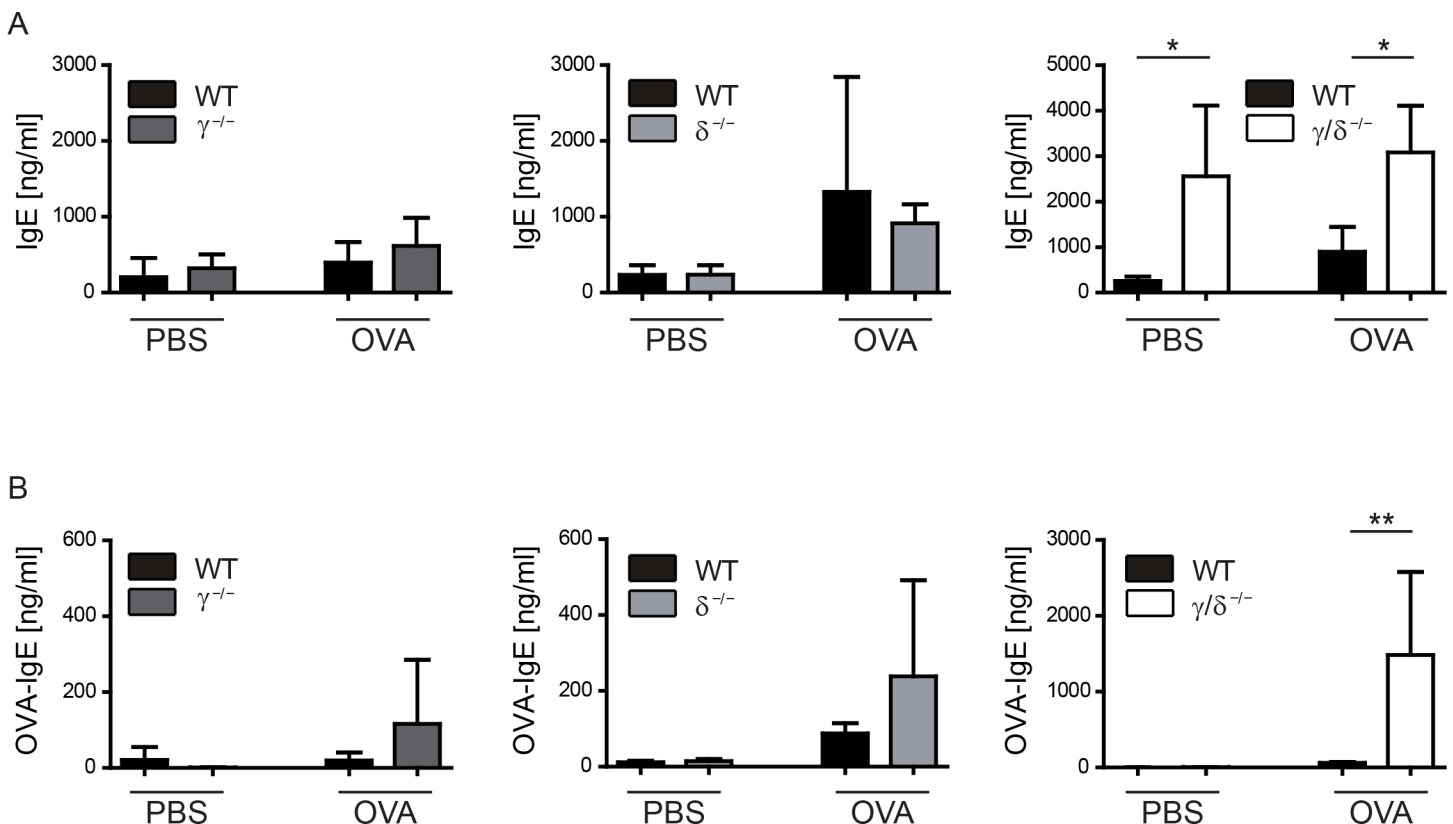 A
IgE [ng/ml]
3000
2000
1000
0
WT
γ⁻/⁻
PBS
OVA
IgE [ng/ml]
3000
2000
1000
0
WT
δ⁻/⁻
PBS
OVA
IgE [ng/ml]
5000
4000
3000
2000
1000
0
*
*
WT
γ/δ⁻/⁻
PBS
OVA
B
OVA-IgE [ng/ml]
600
400
200
0
WT
γ⁻/⁻
PBS
OVA
OVA-IgE [ng/ml]
600
400
200
0
WT
δ⁻/⁻
PBS
OVA
OVA-IgE [ng/ml]
3000
2000
1000
0
**
WT
γ/δ⁻/⁻
PBS
OVA